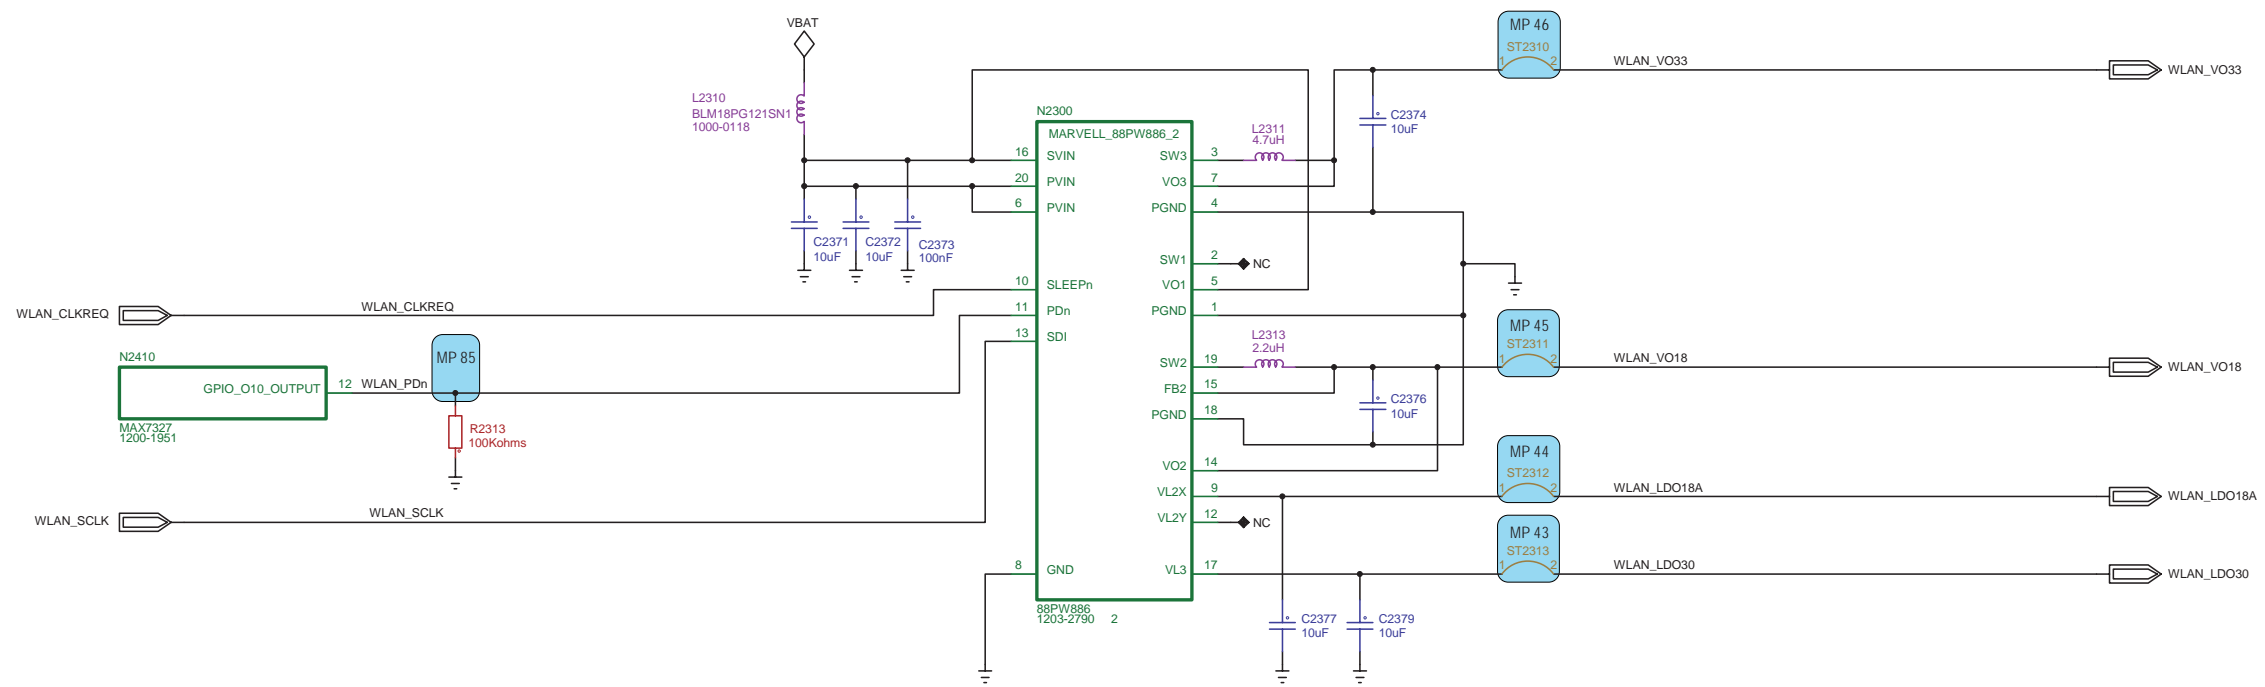 VBAT
MP 46
ST2310
1 2
WLAN_VO33
WLAN_VO33
L2310
BLM18PG121SN1
1000-0118
N2300
MARVELL_88PW886_2
L2311
4.7uH
C2374
10uF
16 SVIN
SW3 3
20 PVIN
VO3 7
6 PVIN
PGND 4
C2371
10uF
C2372
10uF
C2373
100nF
SW1 2
NC
10 SLEEPn
VO1 5
11 PDn
PGND 1
13 SDI
WLAN_CLKREQ
WLAN_CLKREQ
MP 45
ST2311
1 2
WLAN_VO18
WLAN_VO18
L2313
2.2uH
SW2 19
FB2 15
PGND 18
C2376
10uF
N2410
GPIO_O10_OUTPUT
12
WLAN_PDn
MP 85
MAX7327
1200-1951
R2313
100Kohms
MP 44
ST2312
1 2
WLAN_LDO18A
WLAN_LDO18A
VO2 14
VL2X 9
VL2Y 12
NC
WLAN_SCLK
WLAN_SCLK
MP 43
ST2313
1 2
WLAN_LDO30
WLAN_LDO30
8 GND
VL3 17
88PW886
1203-2790 2
C2377
10uF
C2379
10uF